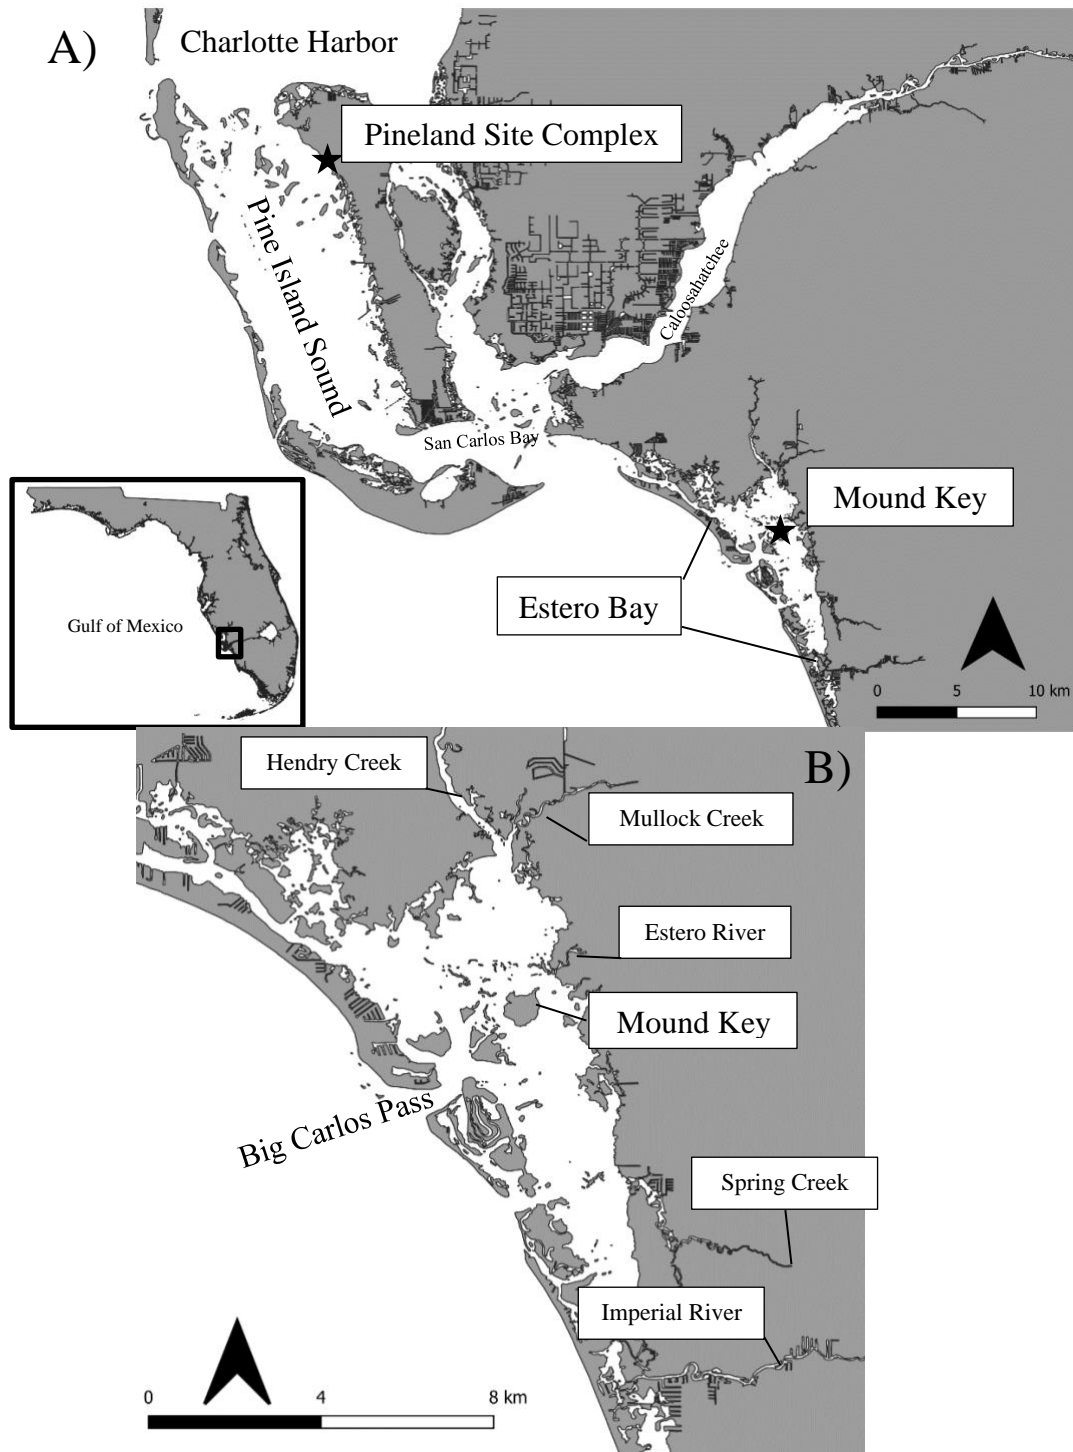 A)
Charlotte Harbor
Pineland Site Complex
Pine Island Sound
Caloosahatchee
San Carlos Bay
Mound Key
Estero Bay
Gulf of Mexico
0 5 10 km
B)
Hendry Creek
Mullock Creek
Estero River
Mound Key
Big Carlos Pass
Spring Creek
Imperial River
0 4 8 km